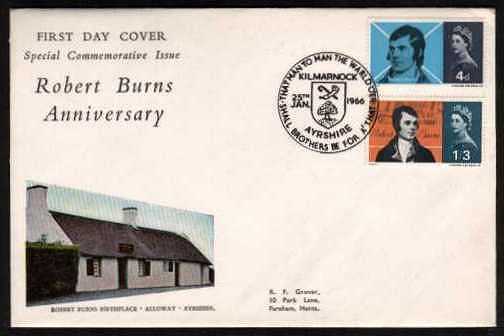 FIRST DAY COVER
Special Commemorative Issue
Robert Burns
Anniversary
THAT MAN TO MAN THE WARLD O'ER
KILMARNOCK
25TH JAN. 1966
AYRSHIRE
SHALL BROTHERS BE FOR A' THAT
4d
1'3
ROBERT BURNS BIRTHPLACE · ALLOWAY · AYRSHIRE.
10 Park Lane,
Fareham, Hants.